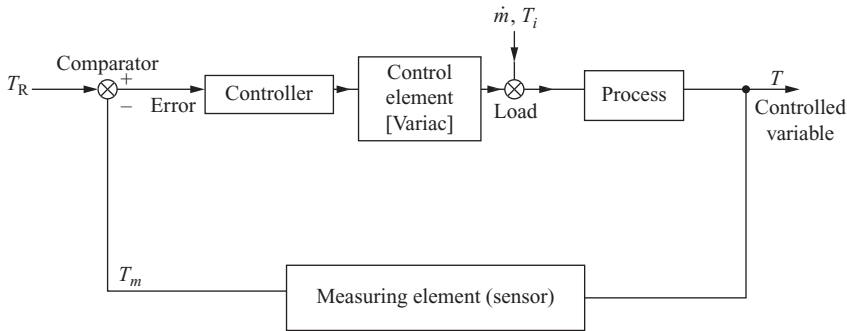 ṁ, Tᵢ
Comparator
T_R
+
−
Error
Controller
Control
element
[Variac]
Load
Process
T
Controlled
variable
T_m
Measuring element (sensor)